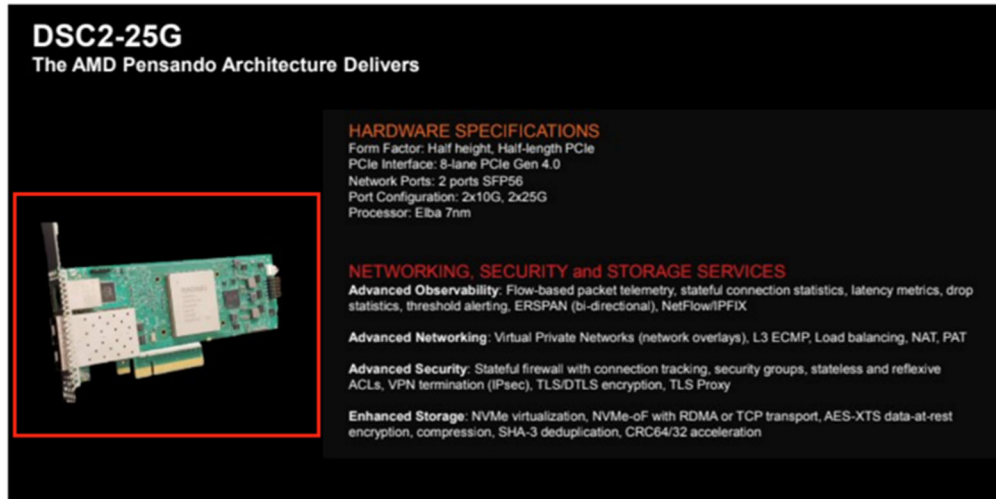 DSC2-25G
The AMD Pensando Architecture Delivers
HARDWARE SPECIFICATIONS
Form Factor: Half height, Half-length PCIe
PCIe Interface: 8-lane PCIe Gen 4.0
Network Ports: 2 ports SFP56
Port Configuration: 2x10G, 2x25G
Processor: Elba 7nm
NETWORKING, SECURITY and STORAGE SERVICES
Advanced Observability: Flow-based packet telemetry, stateful connection statistics, latency metrics, drop
statistics, threshold alerting, ERSPAN (bi-directional), NetFlow/IPFIX
Advanced Networking: Virtual Private Networks (network overlays), L3 ECMP, Load balancing, NAT, PAT
Advanced Security: Stateful firewall with connection tracking, security groups, stateless and reflexive
ACLs, VPN termination (IPsec), TLS/DTLS encryption, TLS Proxy
Enhanced Storage: NVMe virtualization, NVMe-oF with RDMA or TCP transport, AES-XTS data-at-rest
encryption, compression, SHA-3 deduplication, CRC64/32 acceleration